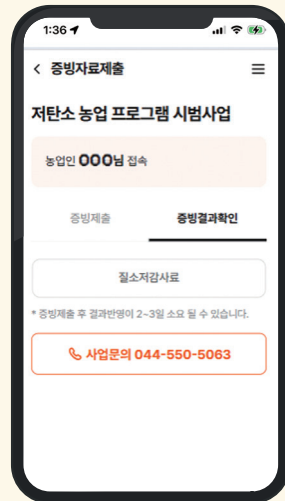 1:36
증빙자료제출
저탄소 농업 프로그램 시범사업
농업인 OOO님 접속
증빙제출 증빙결과확인
질소저감사료
* 증빙제출 후 결과반영이 2~3일 소요 될 수 있습니다.
사업문의 044-550-5063